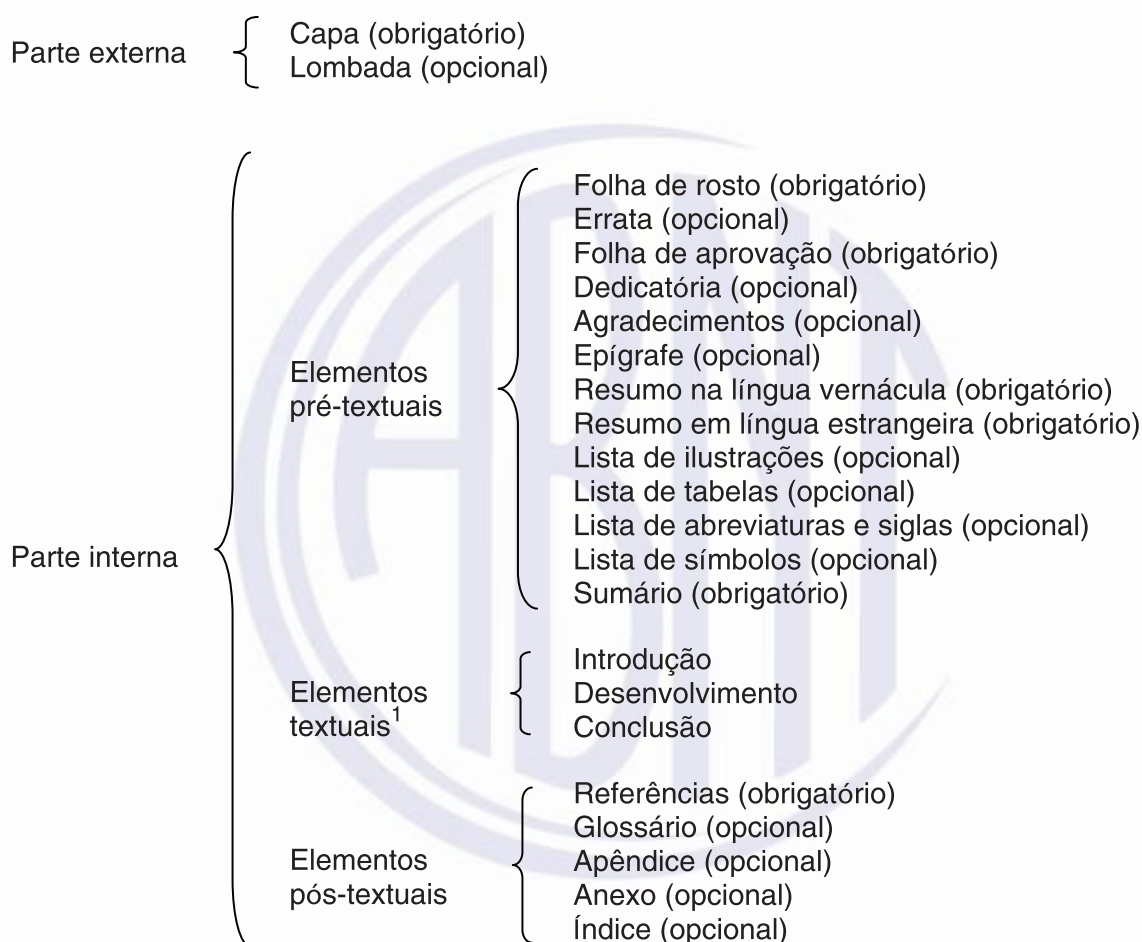 Parte externa
Capa (obrigatório)
Lombada (opcional)
Parte interna
Elementos
pré-textuais
Folha de rosto (obrigatório)
Errata (opcional)
Folha de aprovação (obrigatório)
Dedicatória (opcional)
Agradecimentos (opcional)
Epígrafe (opcional)
Resumo na língua vernácula (obrigatório)
Resumo em língua estrangeira (obrigatório)
Lista de ilustrações (opcional)
Lista de tabelas (opcional)
Lista de abreviaturas e siglas (opcional)
Lista de símbolos (opcional)
Sumário (obrigatório)
Elementos
textuais¹
Introdução
Desenvolvimento
Conclusão
Elementos
pós-textuais
Referências (obrigatório)
Glossário (opcional)
Apêndice (opcional)
Anexo (opcional)
Índice (opcional)
ABNT